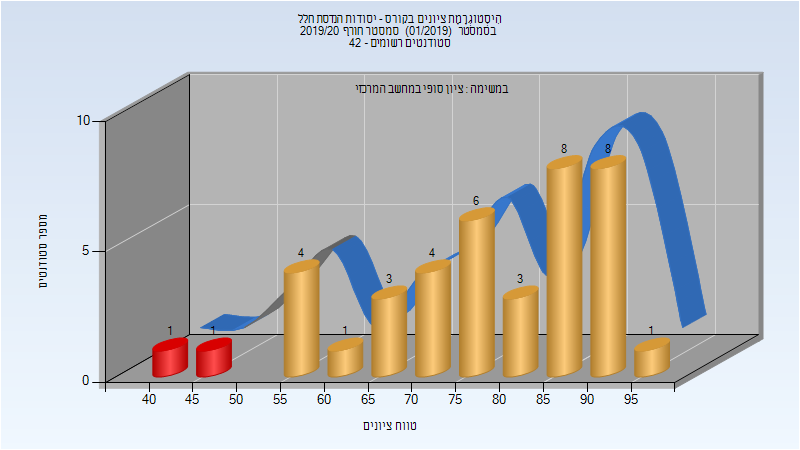 היסטוגרמת ציונים בקורס - יסודות הנדסת חלל
בסמסטר (01/2019) סמסטר חורף 2019/20
סטודנטים רשומים - 42
במשימה : ציון סופי במחשב המרכזי
מספר סטודנטים
10
5
0
1
1
4
1
3
4
6
3
8
8
1
40 45 50 55 60 65 70 75 80 85 90 95
טווח ציונים